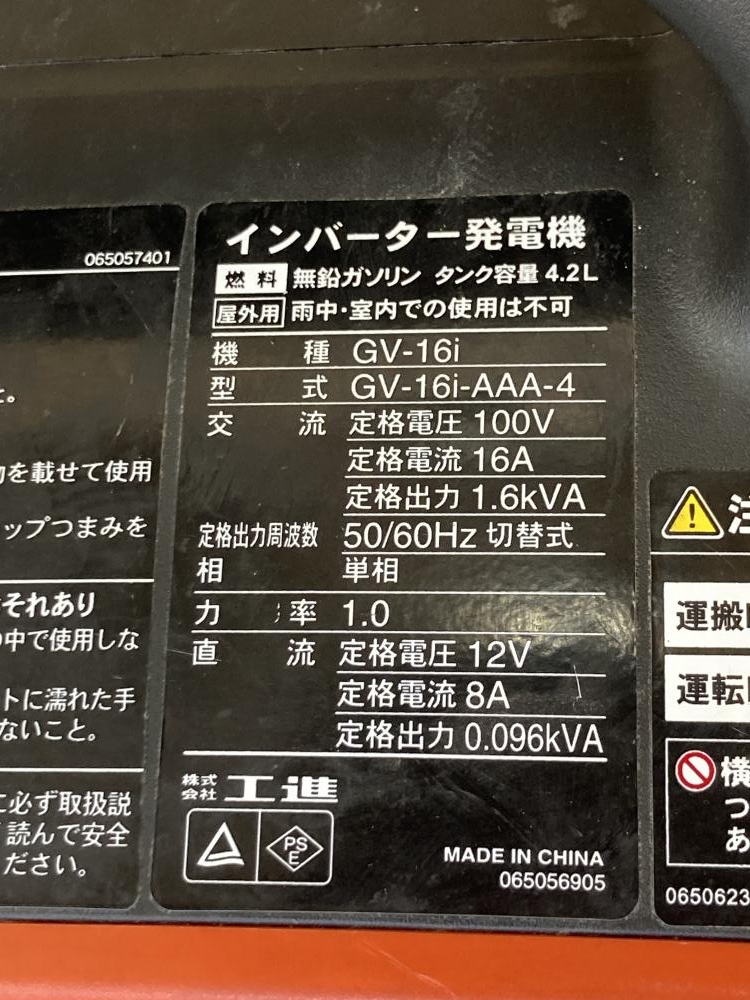 065057401
を載せて使用
ップつまみを
それあり
中で使用しな
トに濡れた手
ないこと。
に必ず取扱説
読んで安全
ださい。
インバーター発電機
燃料 無鉛ガソリン タンク容量 4.2L
屋外用 雨中・室内での使用は不可
機種 GV-16i
型式 GV-16i-AAA-4
交流 定格電圧 100V
定格電流 16A
定格出力 1.6kVA
定格出力周波数 50/60Hz 切替式
相 単相
力率 1.0
直流 定格電圧 12V
定格電流 8A
定格出力 0.096kVA
株式会社 工進
PSE
MADE IN CHINA
065056905
注
運搬
運転
横
つ
あ
0650623